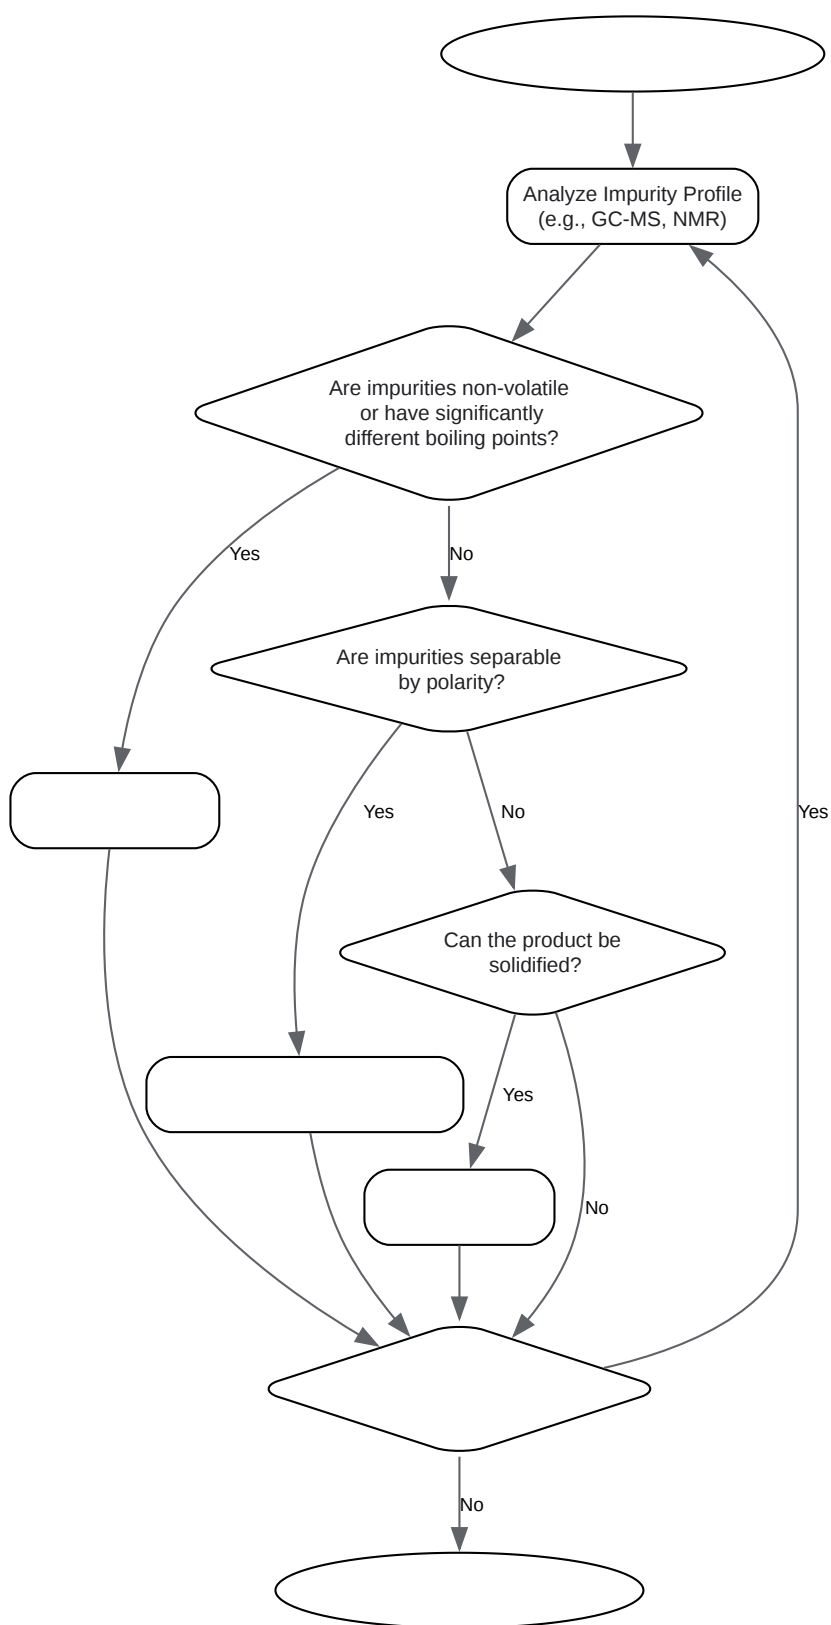 Analyze Impurity Profile
(e.g., GC-MS, NMR)
Are impurities non-volatile
or have significantly
different boiling points?
Yes
No
Are impurities separable
by polarity?
Yes
No
Yes
Can the product be
solidified?
Yes
No
No